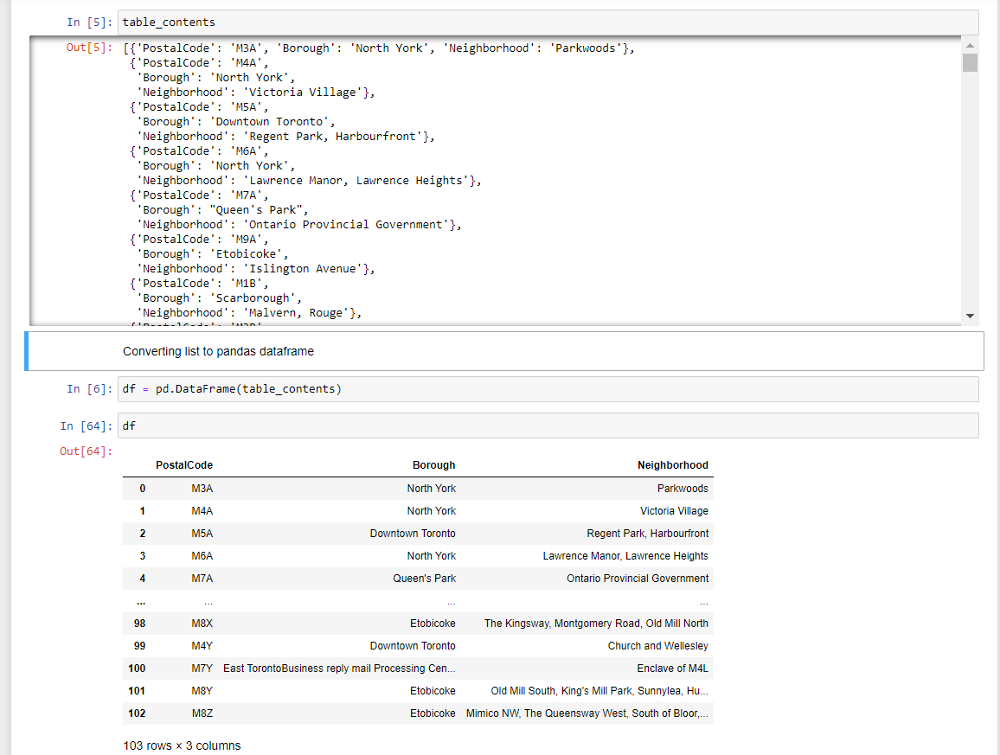 In [5]: table_contents
Out[5]: [{'PostalCode': 'M3A', 'Borough': 'North York', 'Neighborhood': 'Parkwoods'},
{'PostalCode': 'M4A',
'Borough': 'North York',
'Neighborhood': 'Victoria Village'},
{'PostalCode': 'M5A',
'Borough': 'Downtown Toronto',
'Neighborhood': 'Regent Park, Harbourfront'},
{'PostalCode': 'M6A',
'Borough': 'North York',
'Neighborhood': 'Lawrence Manor, Lawrence Heights'},
{'PostalCode': 'M7A',
'Borough': "Queen's Park",
'Neighborhood': 'Ontario Provincial Government'},
{'PostalCode': 'M9A',
'Borough': 'Etobicoke',
'Neighborhood': 'Islington Avenue'},
{'PostalCode': 'M1B',
'Borough': 'Scarborough',
'Neighborhood': 'Malvern, Rouge'},
Converting list to pandas dataframe
In [6]: df = pd.DataFrame(table_contents)
In [64]: df
Out[64]:
PostalCode Borough Neighborhood
0 M3A North York Parkwoods
1 M4A North York Victoria Village
2 M5A Downtown Toronto Regent Park, Harbourfront
3 M6A North York Lawrence Manor, Lawrence Heights
4 M7A Queen's Park Ontario Provincial Government
... ... ... ...
98 M8X Etobicoke The Kingsway, Montgomery Road, Old Mill North
99 M4Y Downtown Toronto Church and Wellesley
100 M7Y East TorontoBusiness reply mail Processing Cen... Enclave of M4L
101 M8Y Etobicoke Old Mill South, King's Mill Park, Sunnylea, Hu...
102 M8Z Etobicoke Mimico NW, The Queensway West, South of Bloor,...
103 rows × 3 columns